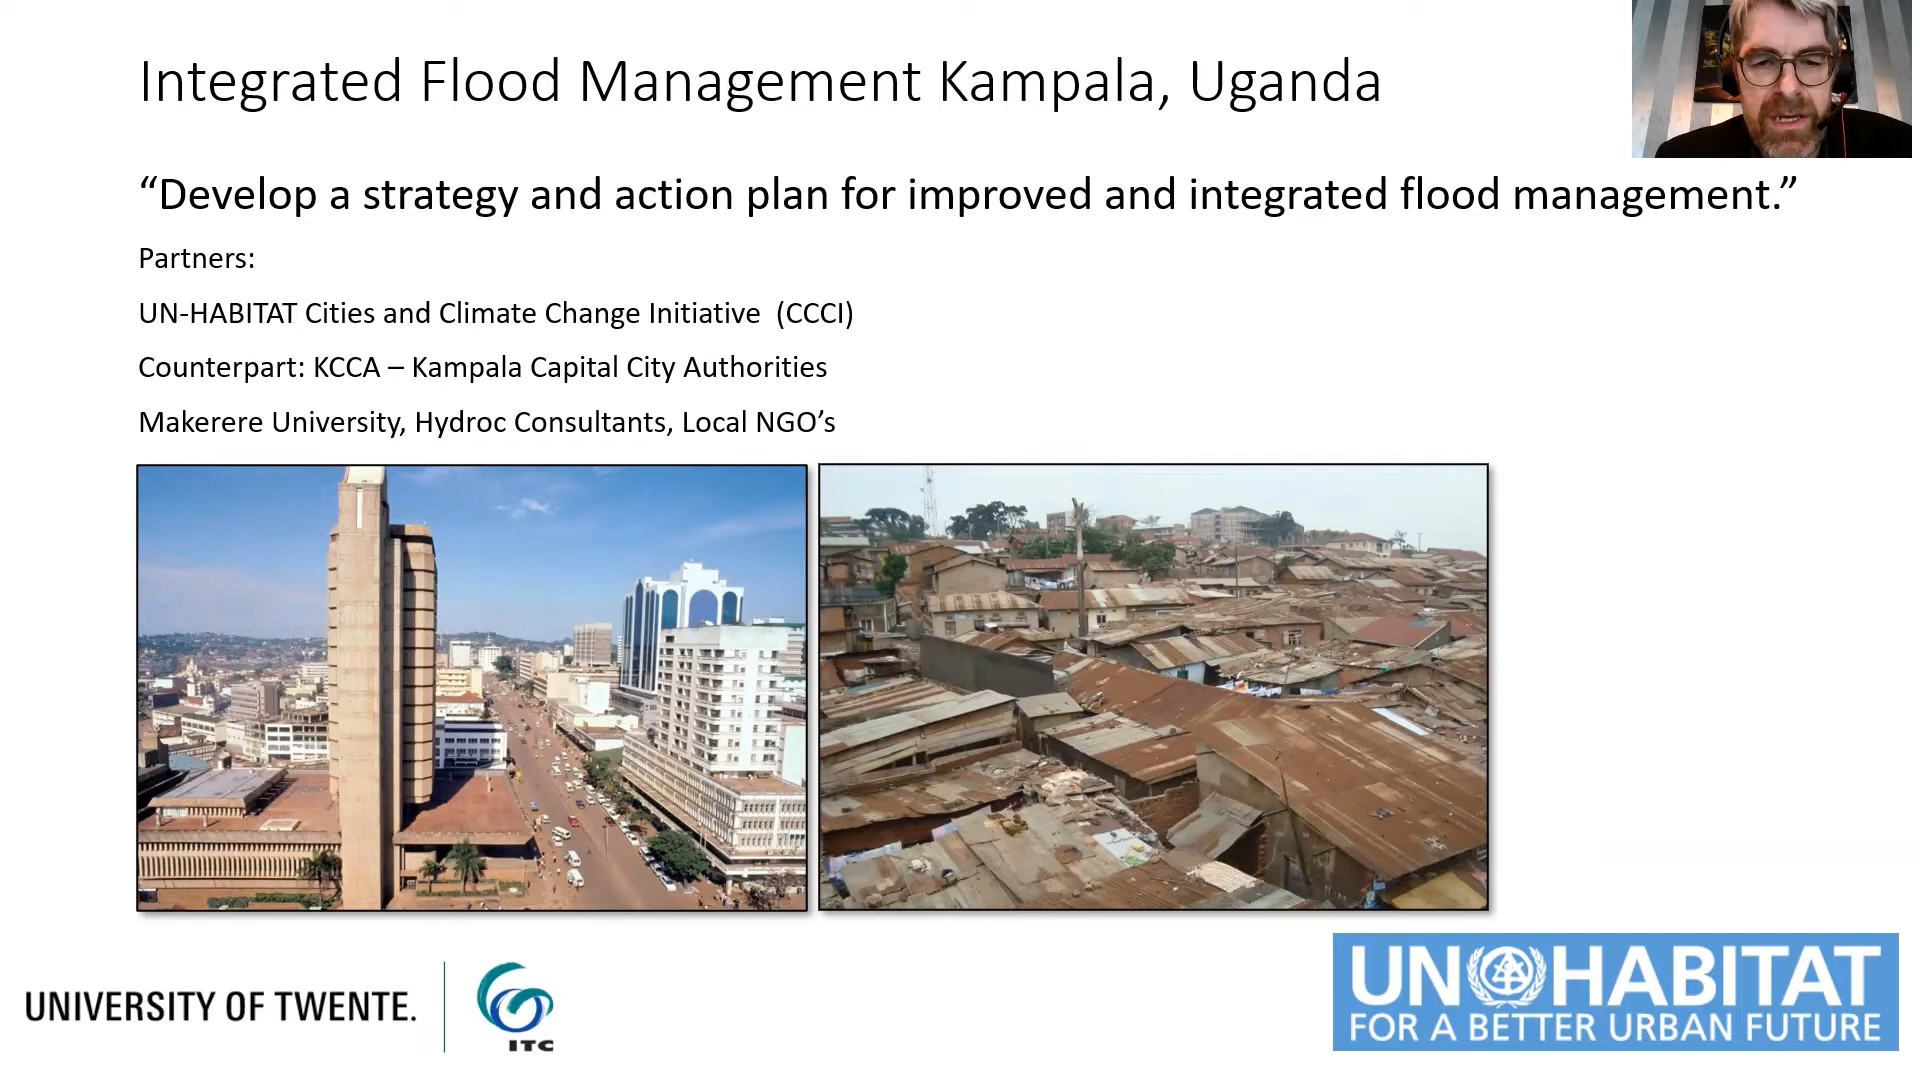 Integrated Flood Management Kampala, Uganda
“Develop a strategy and action plan for improved and integrated flood management.”
Partners:
UN-HABITAT Cities and Climate Change Initiative  (CCCI)
Counterpart: KCCA – Kampala Capital City Authorities
Makerere University, Hydroc Consultants, Local NGO’s
UNIVERSITY OF TWENTE.
ITC
UN HABITAT
FOR A BETTER URBAN FUTURE